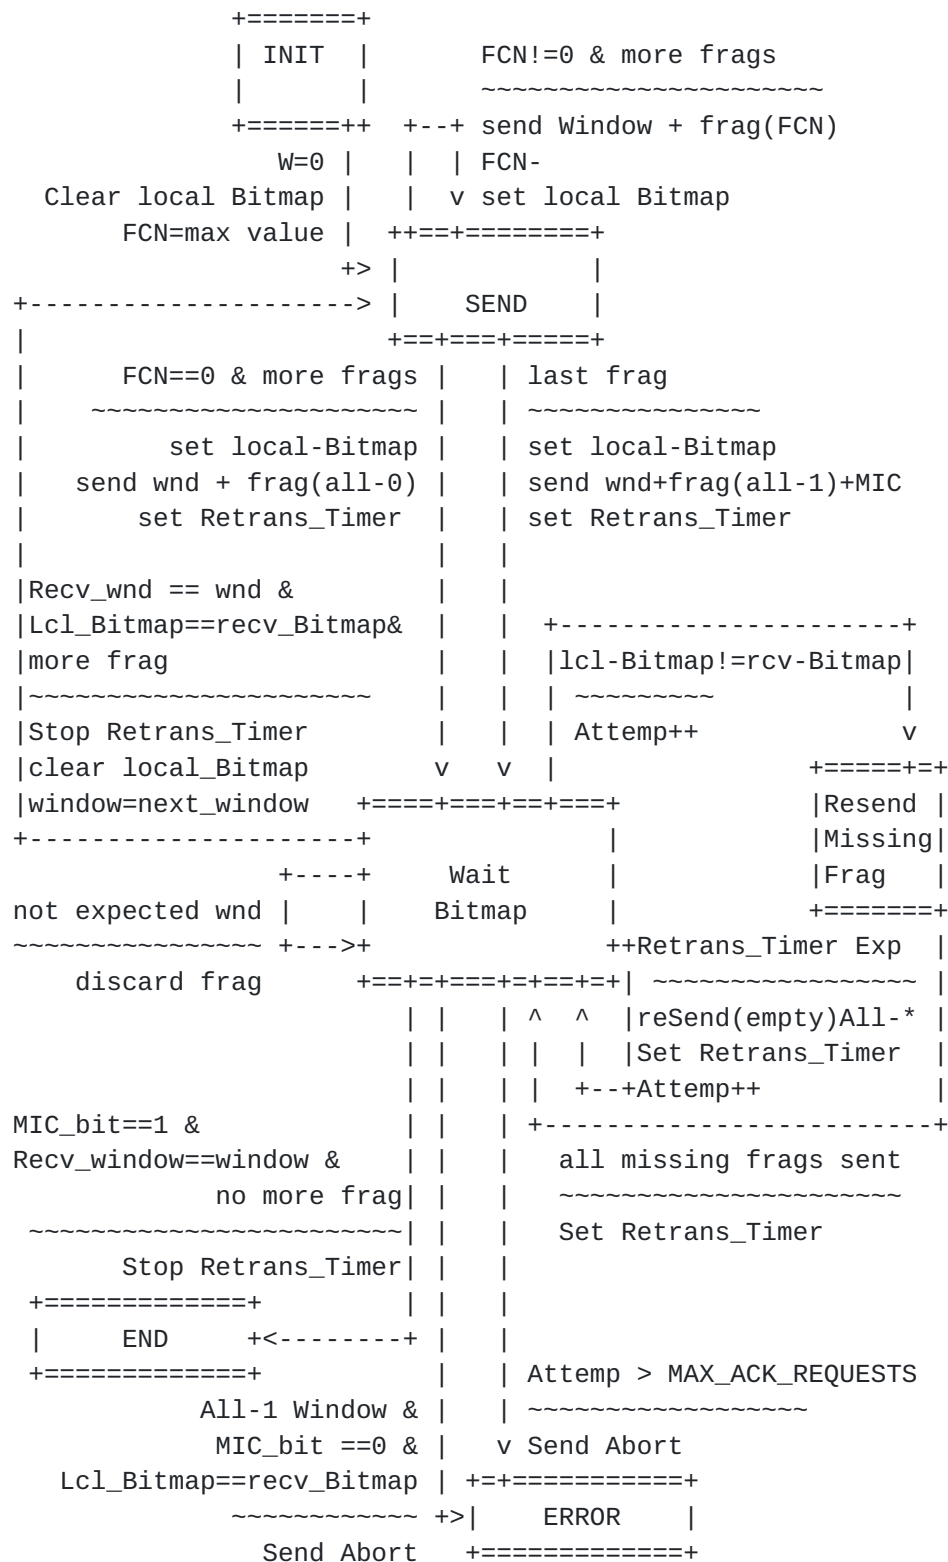 +=======+
              | INIT  |       FCN!=0 & more frags
              |       |       ~~~~~~~~~~~~~~~~~~~~~~
              +======++  +--+ send Window + frag(FCN)
                 W=0 |   |  | FCN-
  Clear local Bitmap |   |  v set local Bitmap
       FCN=max value |  ++==+========+
                     +> |            |
+---------------------> |    SEND    |
|                       +==+===+=====+
|      FCN==0 & more frags |   | last frag
|    ~~~~~~~~~~~~~~~~~~~~~ |   | ~~~~~~~~~~~~~~~
|         set local-Bitmap |   | set local-Bitmap
|   send wnd + frag(all-0) |   | send wnd+frag(all-1)+MIC
|       set Retrans_Timer  |   | set Retrans_Timer
|                          |   |
|Recv_wnd == wnd &         |   |
|Lcl_Bitmap==recv_Bitmap&  |   |  +----------------------+
|more frag                 |   |  |lcl-Bitmap!=rcv-Bitmap|
|~~~~~~~~~~~~~~~~~~~~~~    |   |  | ~~~~~~~~~            |
|Stop Retrans_Timer        |   |  | Attemp++             v
|clear local_Bitmap        v   v  |                +=====+=+
|window=next_window   +====+===+==+===+            |Resend |
+---------------------+               |            |Missing|
                 +----+     Wait      |            |Frag   |
not expected wnd |    |    Bitmap     |            +=======+
~~~~~~~~~~~~~~~~ +--->+               ++Retrans_Timer Exp  |
    discard frag      +==+=+===+=+==+=+| ~~~~~~~~~~~~~~~~~ |
                         | |   | ^  ^  |reSend(empty)All-* |
                         | |   | |  |  |Set Retrans_Timer  |
                         | |   | |  +--+Attemp++           |
MIC_bit==1 &             | |   | +-------------------------+
Recv_window==window &    | |   |   all missing frags sent
             no more frag| |   |   ~~~~~~~~~~~~~~~~~~~~~~
 ~~~~~~~~~~~~~~~~~~~~~~~~| |   |   Set Retrans_Timer
       Stop Retrans_Timer| |   |
 +=============+         | |   |
 |     END     +<--------+ |   |
 +=============+           |   | Attemp > MAX_ACK_REQUESTS
            All-1 Window & |   | ~~~~~~~~~~~~~~~~~~
             MIC_bit ==0 & |   v Send Abort
   Lcl_Bitmap==recv_Bitmap | +=+===========+
              ~~~~~~~~~~~~ +>|    ERROR    |
                Send Abort   +=============+